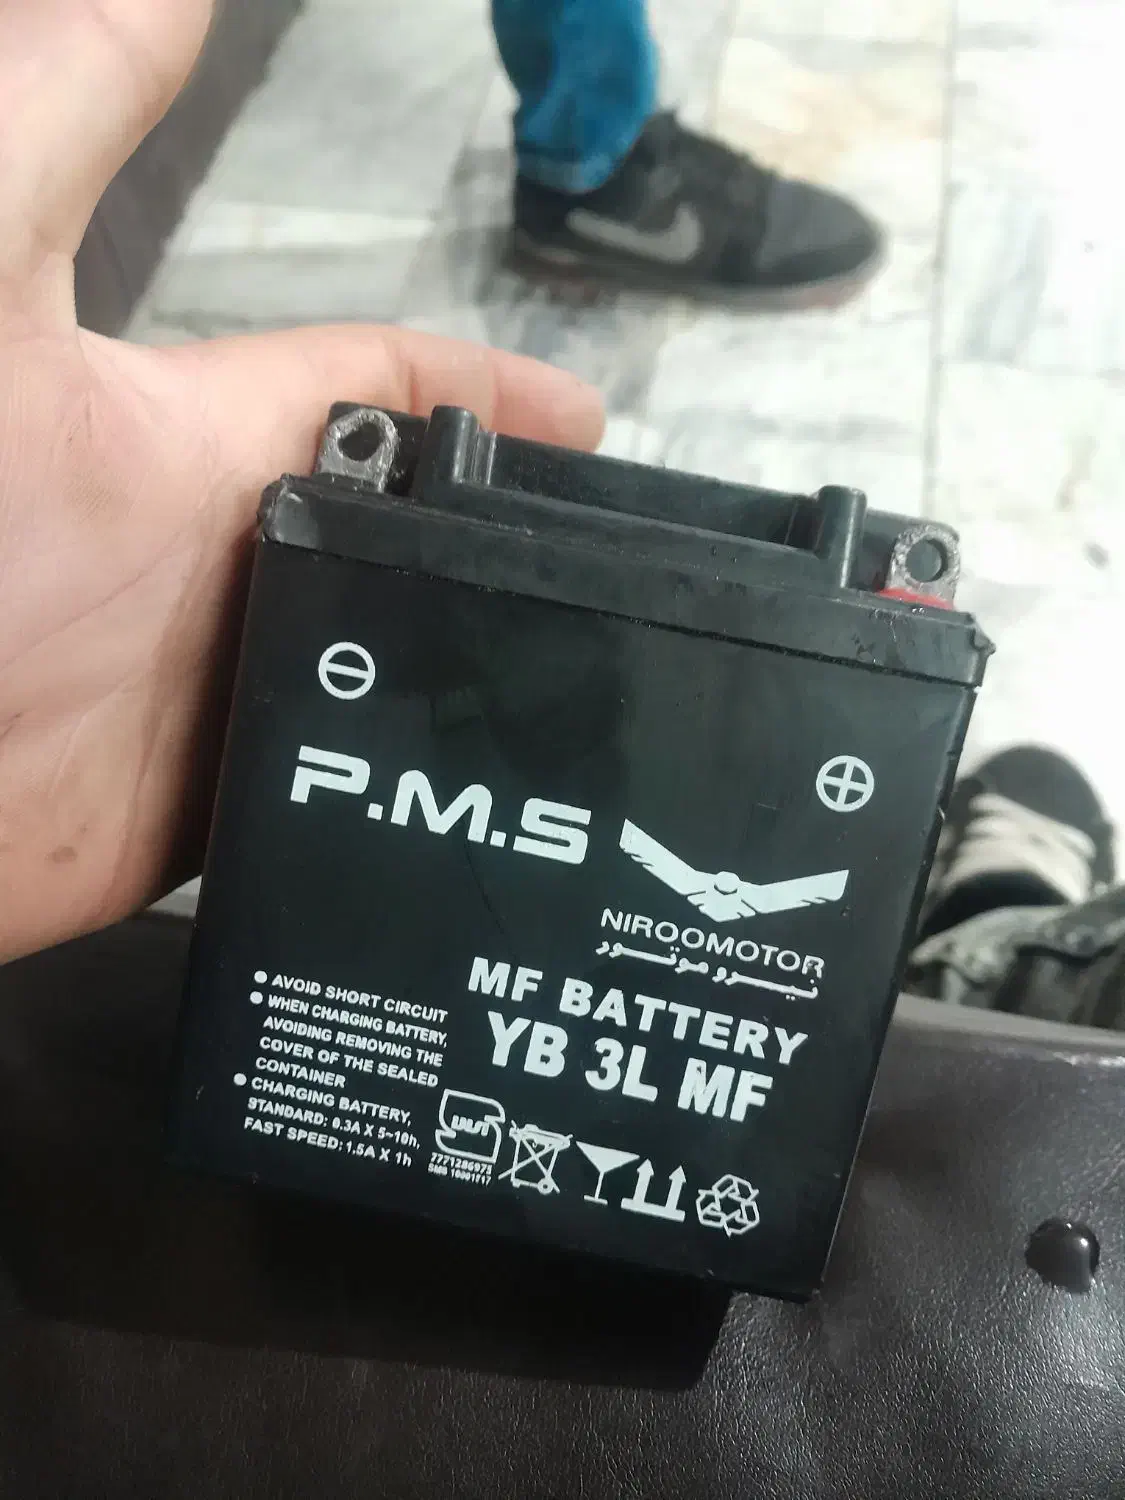 P.M.S
NIROOMOTOR
نیرو موتور
MF BATTERY
YB 3L MF
● AVOID SHORT CIRCUIT
● WHEN CHARGING BATTERY,
AVOIDING REMOVING THE
COVER OF THE SEALED
CONTAINER
● CHARGING BATTERY,
STANDARD: 0.3A X 5~10h,
FAST SPEED: 1,5A X 1h
7771286975